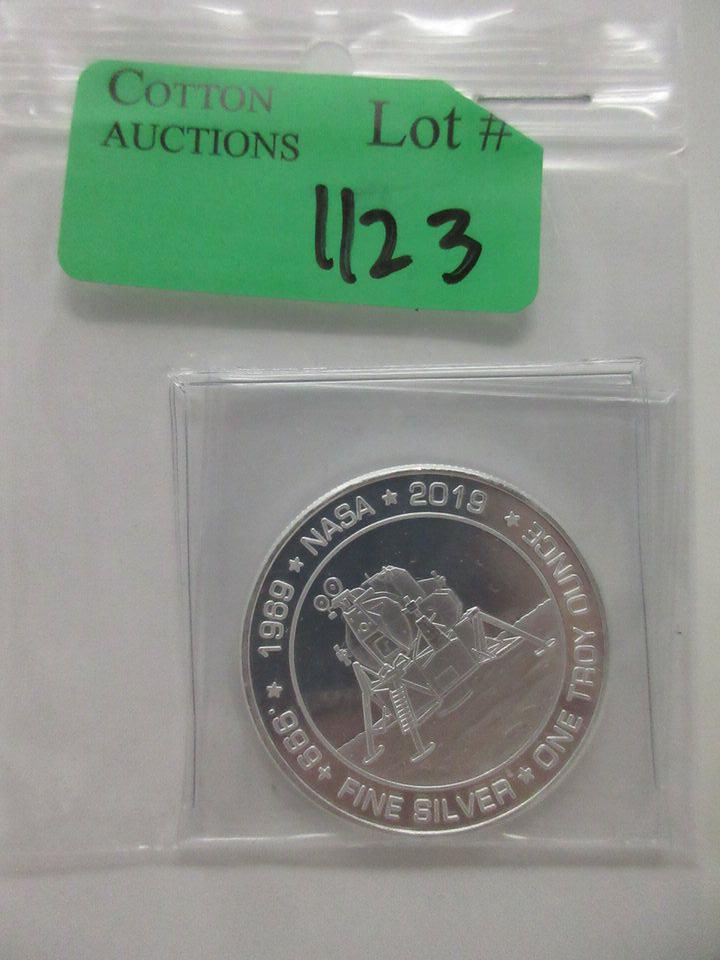 COTTON
AUCTIONS
Lot #
1123
1969 ★ NASA ★ 2019 ★ ONE TROY OUNCE ★ FINE SILVER ★ .999